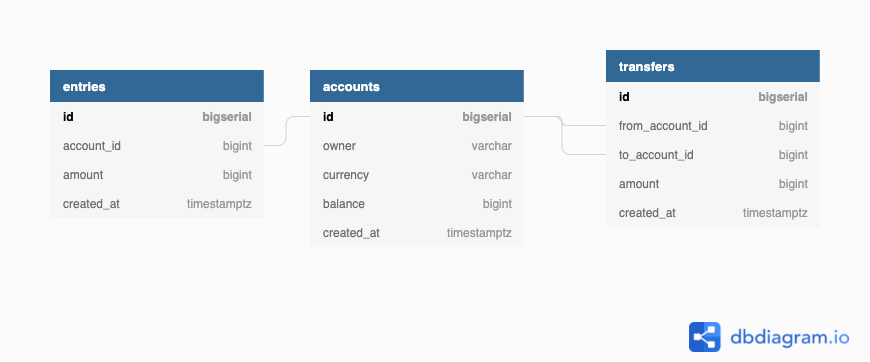 entries
id bigserial
account_id bigint
amount bigint
created_at timestamptz
accounts
id bigserial
owner varchar
currency varchar
balance bigint
created_at timestamptz
transfers
id bigserial
from_account_id bigint
to_account_id bigint
amount bigint
created_at timestamptz
dbdiagram.io